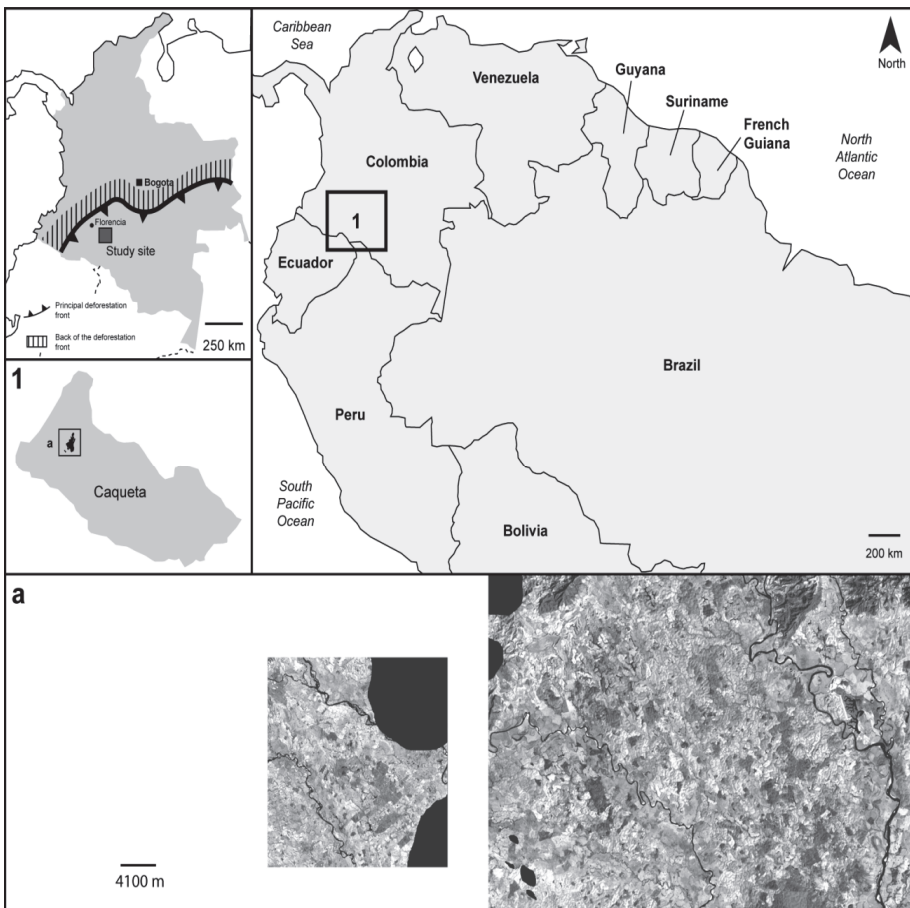 Bogota
Florencia
Study site
Principal deforestation
front
Back of the deforestation
front
250 km
Caribbean
Sea
North
Venezuela
Guyana
Suriname
French
Guiana
North
Atlantic
Ocean
Colombia
1
Ecuador
Brazil
Peru
South
Pacific
Ocean
Bolivia
200 km
1
a
Caqueta
a
4100 m